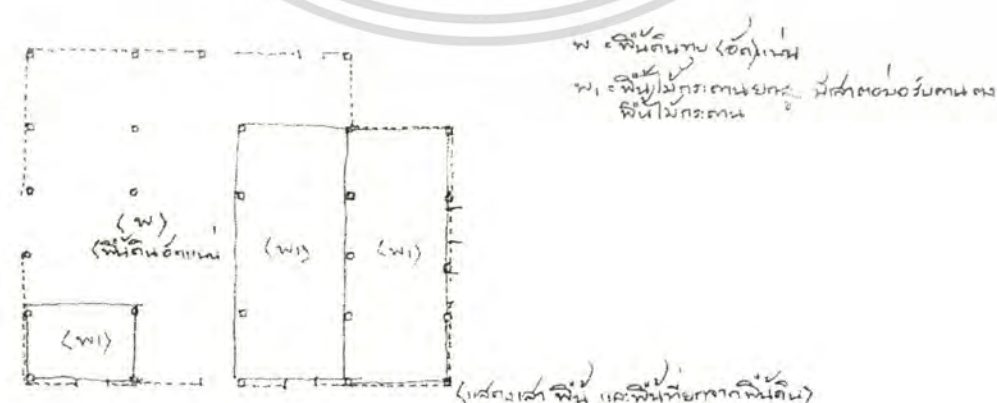 พ = พื้นดินทุบ (อัด) แน่น
พ1 = พื้นไม้กระดานยก มีเสาตอม่อรับคาน ตง
พื้นไม้กระดาน
(พ)
(พื้นดินอัดแน่น
(พ1)
(พ1)
(พ1)
(แสดงเสา พื้น และพื้นที่ยกจากพื้นดิน)